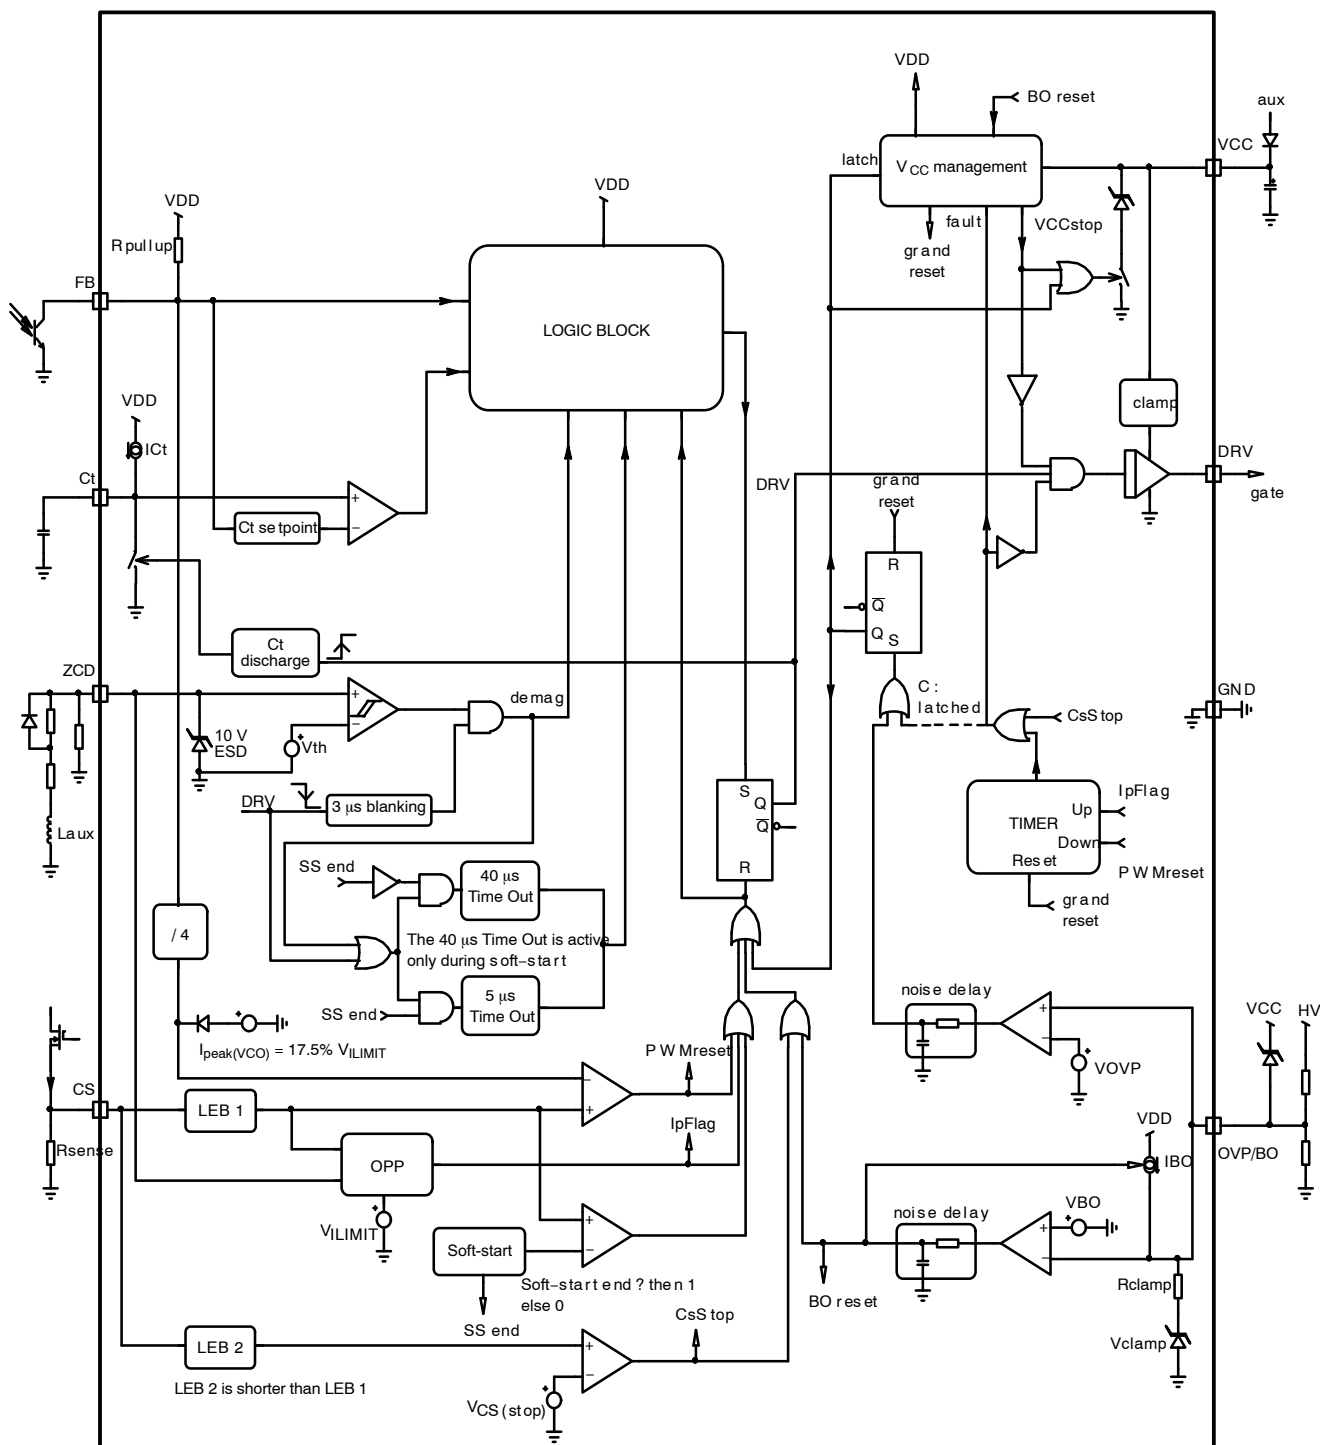 VDD
BO reset
aux
VCC
latch
V CC management
VDD
VDD
fault
VCCstop
R pullup
grand
reset
FB
LOGIC BLOCK
VDD
clamp
ICt
DRV
Ct
DRV
grand
reset
gate
Ct setpoint
+
−
R
Q
Q
S
Ct
discharge
ZCD
C :
latched
GND
demag
CsStop
+
−
10 V
ESD
Vth
DRV
3 µs blanking
S
Q
Q
R
IpFlag
Up
TIMER
Down
Laux
SS end
40 µs
Time Out
Reset
PWMreset
grand
reset
/ 4
The 40 µs Time Out is active
only during soft−start
5 µs
Time Out
noise delay
SS end
VCC
HV
Ipeak(VCO) = 17.5% VILIMIT
PWMreset
+
−
VOVP
CS
LEB 1
−
+
IpFlag
VDD
Rsense
OPP
IBO
OVP/BO
noise delay
VBO
VILIMIT
+
−
+
−
Soft-start
Soft−start end ? then 1
else 0
Rclamp
BO reset
CsStop
SS end
LEB 2
+
−
Vclamp
LEB 2 is shorter than LEB 1
VCS (stop)